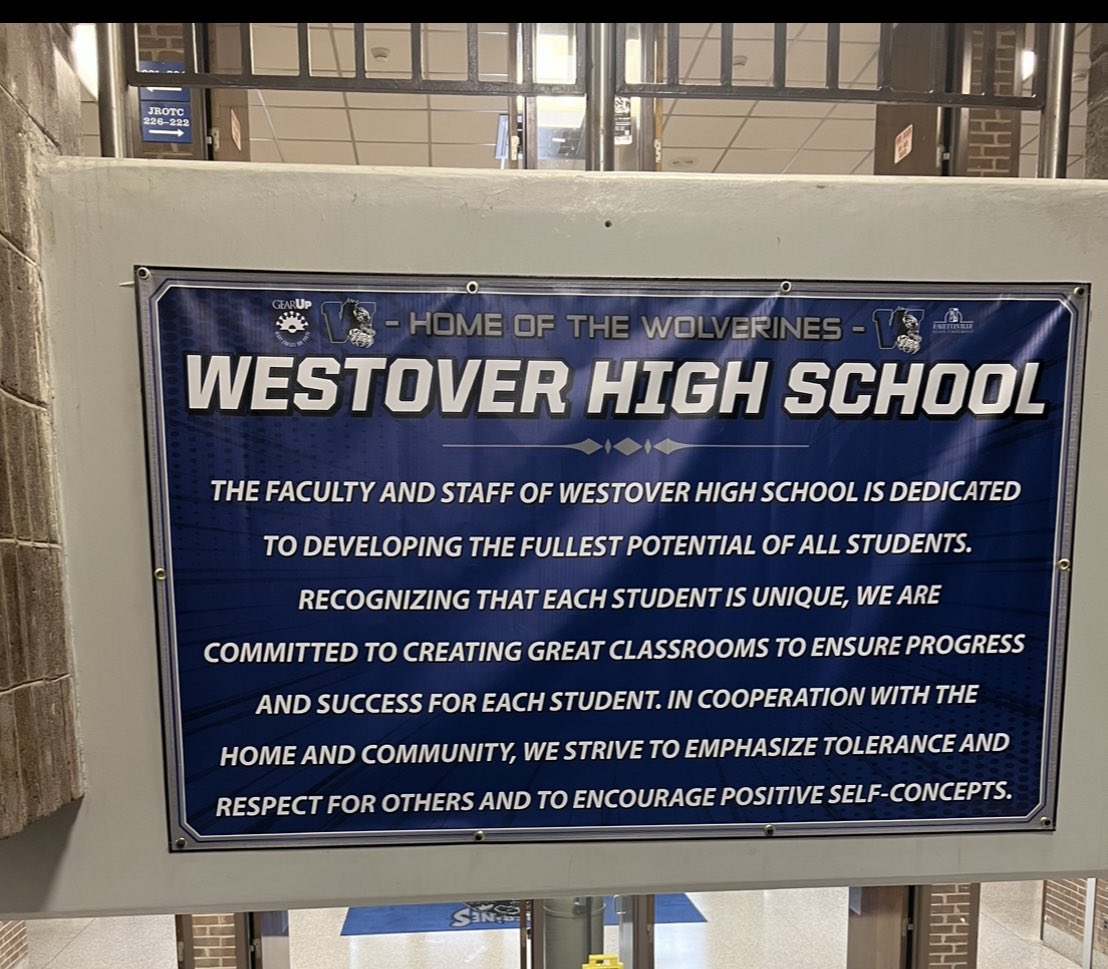 JROTC
226-222
GEARUP
- HOME OF THE WOLVERINES -
FAYETTEVILLE
WESTOVER HIGH SCHOOL
THE FACULTY AND STAFF OF WESTOVER HIGH SCHOOL IS DEDICATED
TO DEVELOPING THE FULLEST POTENTIAL OF ALL STUDENTS.
RECOGNIZING THAT EACH STUDENT IS UNIQUE, WE ARE
COMMITTED TO CREATING GREAT CLASSROOMS TO ENSURE PROGRESS
AND SUCCESS FOR EACH STUDENT. IN COOPERATION WITH THE
HOME AND COMMUNITY, WE STRIVE TO EMPHASIZE TOLERANCE AND
RESPECT FOR OTHERS AND TO ENCOURAGE POSITIVE SELF-CONCEPTS.